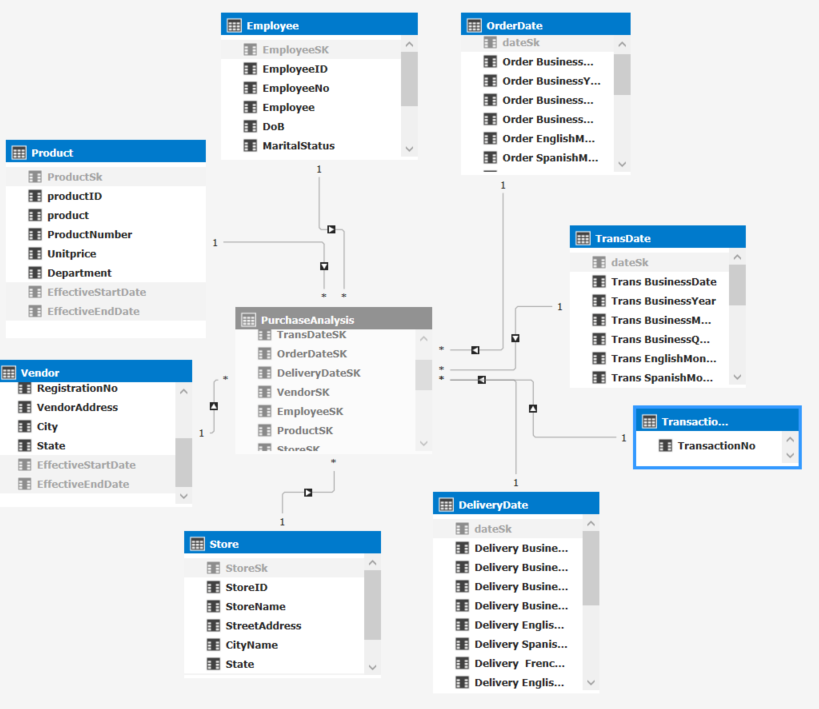 Employee
EmployeeSK
EmployeeID
EmployeeNo
Employee
DoB
MaritalStatus
1
OrderDate
dateSk
Order Business...
Order BusinessY...
Order Business...
Order Business...
Order EnglishM...
Order SpanishM...
1
Product
ProductSk
productID
product
ProductNumber
Unitprice
Department
EffectiveStartDate
EffectiveEndDate
1
TransDate
dateSk
Trans BusinessDate
Trans BusinessYear
Trans BusinessM...
Trans BusinessQ...
Trans EnglishMon...
Trans SpanishMo...
1
* *
PurchaseAnalysis
TransDateSK
OrderDateSK
DeliveryDateSK
VendorSK
EmployeeSK
ProductSK
StoreSK
*
*
*
*
*
Vendor
RegistrationNo
VendorAddress
City
State
EffectiveStartDate
EffectiveEndDate
1
Transactio...
TransactionNo
1
1
Store
StoreSk
StoreID
StoreName
StreetAddress
CityName
State
1
DeliveryDate
dateSk
Delivery Busine...
Delivery Busine...
Delivery Busine...
Delivery Busine...
Delivery Englis...
Delivery Spanis...
Delivery Frenc...
Delivery Englis...